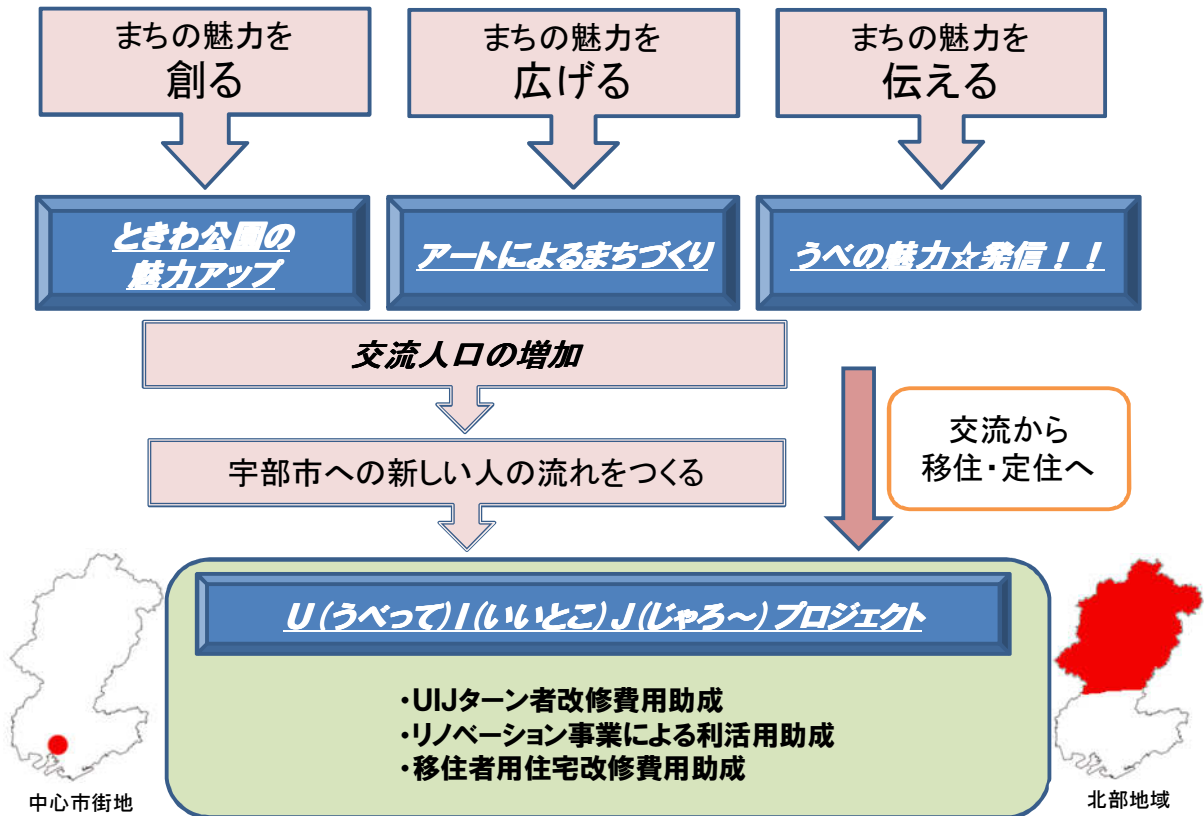 まちの魅力を
創る
まちの魅力を
広げる
まちの魅力を
伝える
ときわ公園の
魅力アップ
アートによるまちづくり
うべの魅力☆発信！！
交流人口の増加
宇部市への新しい人の流れをつくる
交流から
移住・定住へ
U(うべって)I(いいとこ)J(じゃろ～)プロジェクト
・UIJターン者改修費用助成
・リノベーション事業による利活用助成
・移住者用住宅改修費用助成
中心市街地
北部地域